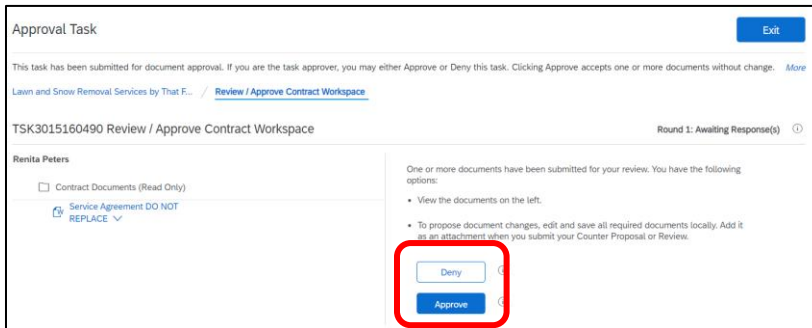 Approval Task
Exit
This task has been submitted for document approval. If you are the task approver, you may either Approve or Deny this task. Clicking Approve accepts one or more documents without change. More
Lawn and Snow Removal Services by That F... / Review / Approve Contract Workspace
TSK3015160490 Review / Approve Contract Workspace
Round 1: Awaiting Response(s)
Renita Peters
Contract Documents (Read Only)
Service Agreement DO NOT
REPLACE
One or more documents have been submitted for your review. You have the following
options:
• View the documents on the left.
• To propose document changes, edit and save all required documents locally. Add it
as an attachment when you submit your Counter Proposal or Review.
Deny
Approve